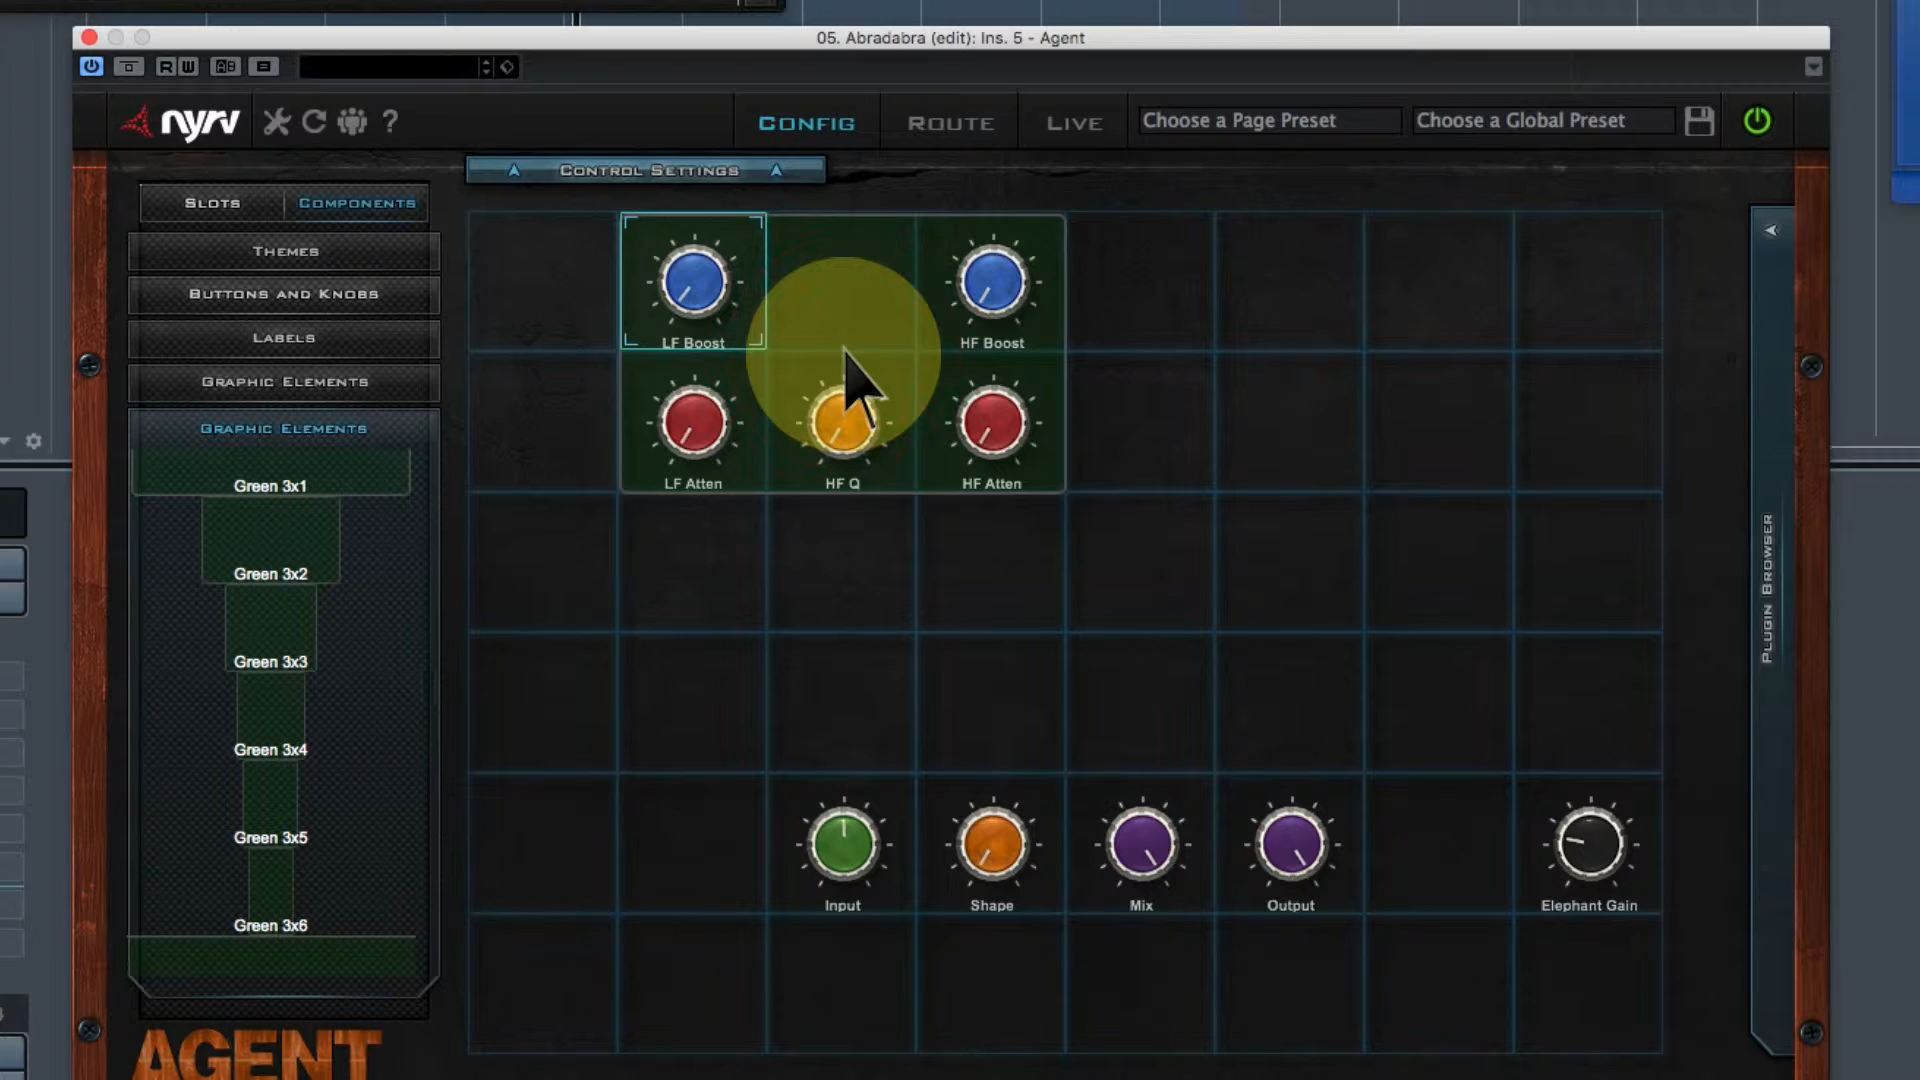 05. Abradabra (edit): Ins. 5 - Agent
R W AB
nyrv
?
CONFIG
ROUTE
LIVE
Choose a Page Preset
Choose a Global Preset
CONTROL SETTINGS
SLOTS
COMPONENTS
THEMES
BUTTONS AND KNOBS
LABELS
GRAPHIC ELEMENTS
GRAPHIC ELEMENTS
Green 3x1
Green 3x2
Green 3x3
Green 3x4
Green 3x5
Green 3x6
AGENT
LF Boost
HF Boost
LF Atten
HF Q
HF Atten
Input
Shape
Mix
Output
Elephant Gain
PLUGIN BROWSER